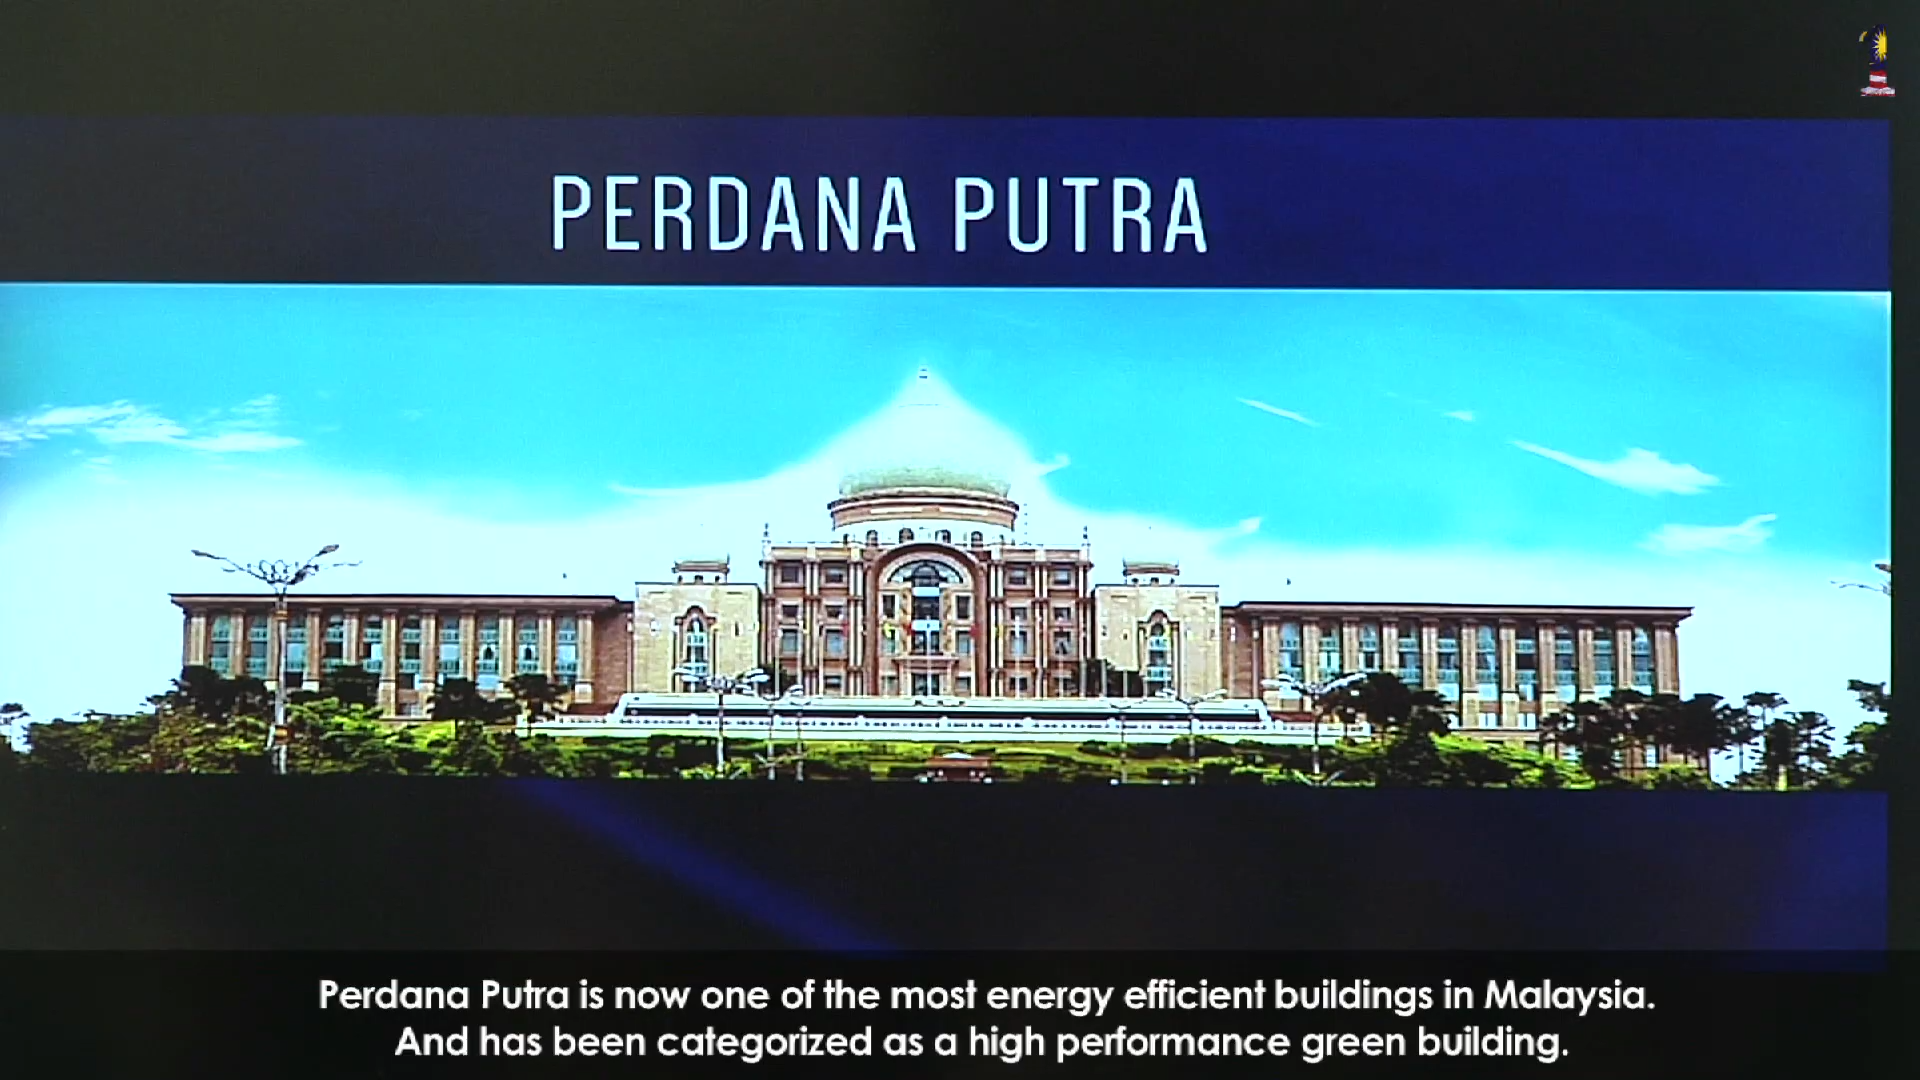 PERDANA PUTRA
Perdana Putra is now one of the most energy efficient buildings in Malaysia.
And has been categorized as a high performance green building.